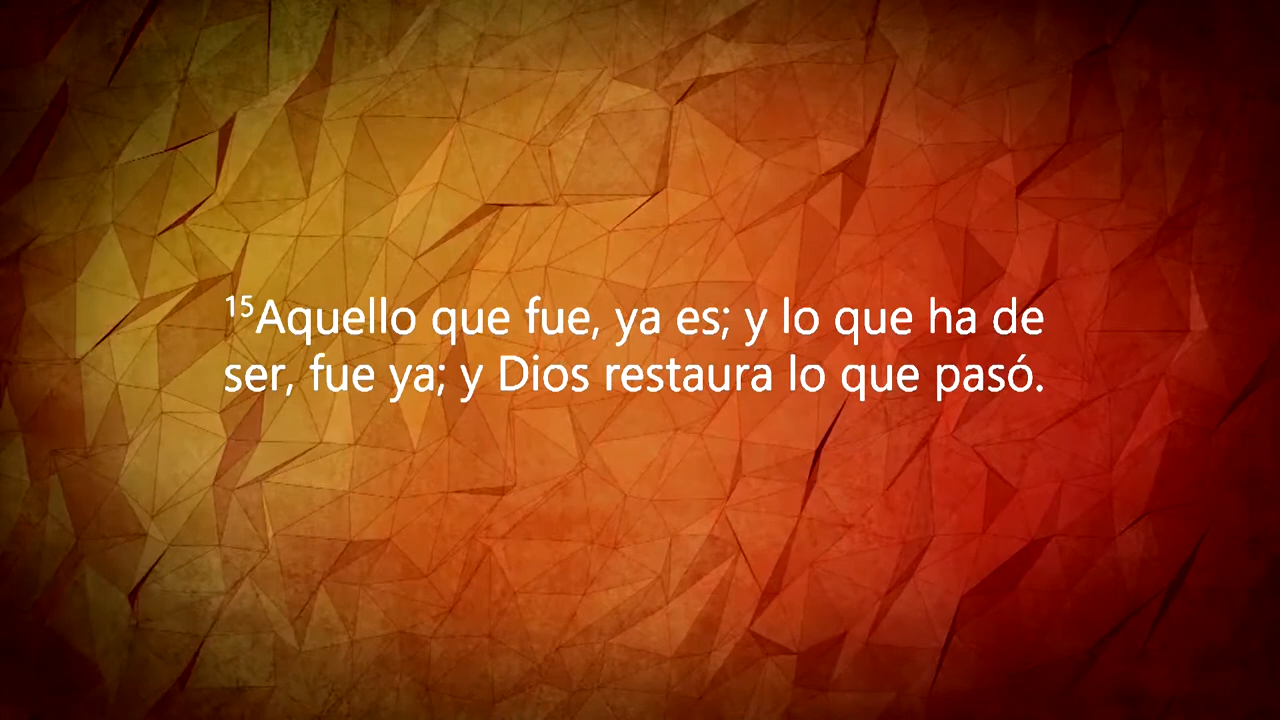 ¹⁵Aquello que fue, ya es; y lo que ha de
ser, fue ya; y Dios restaura lo que pasó.